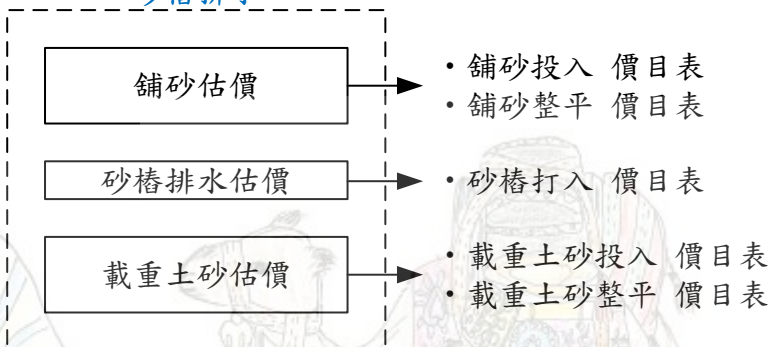 舖砂估價
・舖砂投入 價目表
・舖砂整平 價目表
砂樁排水估價
・砂樁打入 價目表
載重土砂估價
・載重土砂投入 價目表
・載重土砂整平 價目表